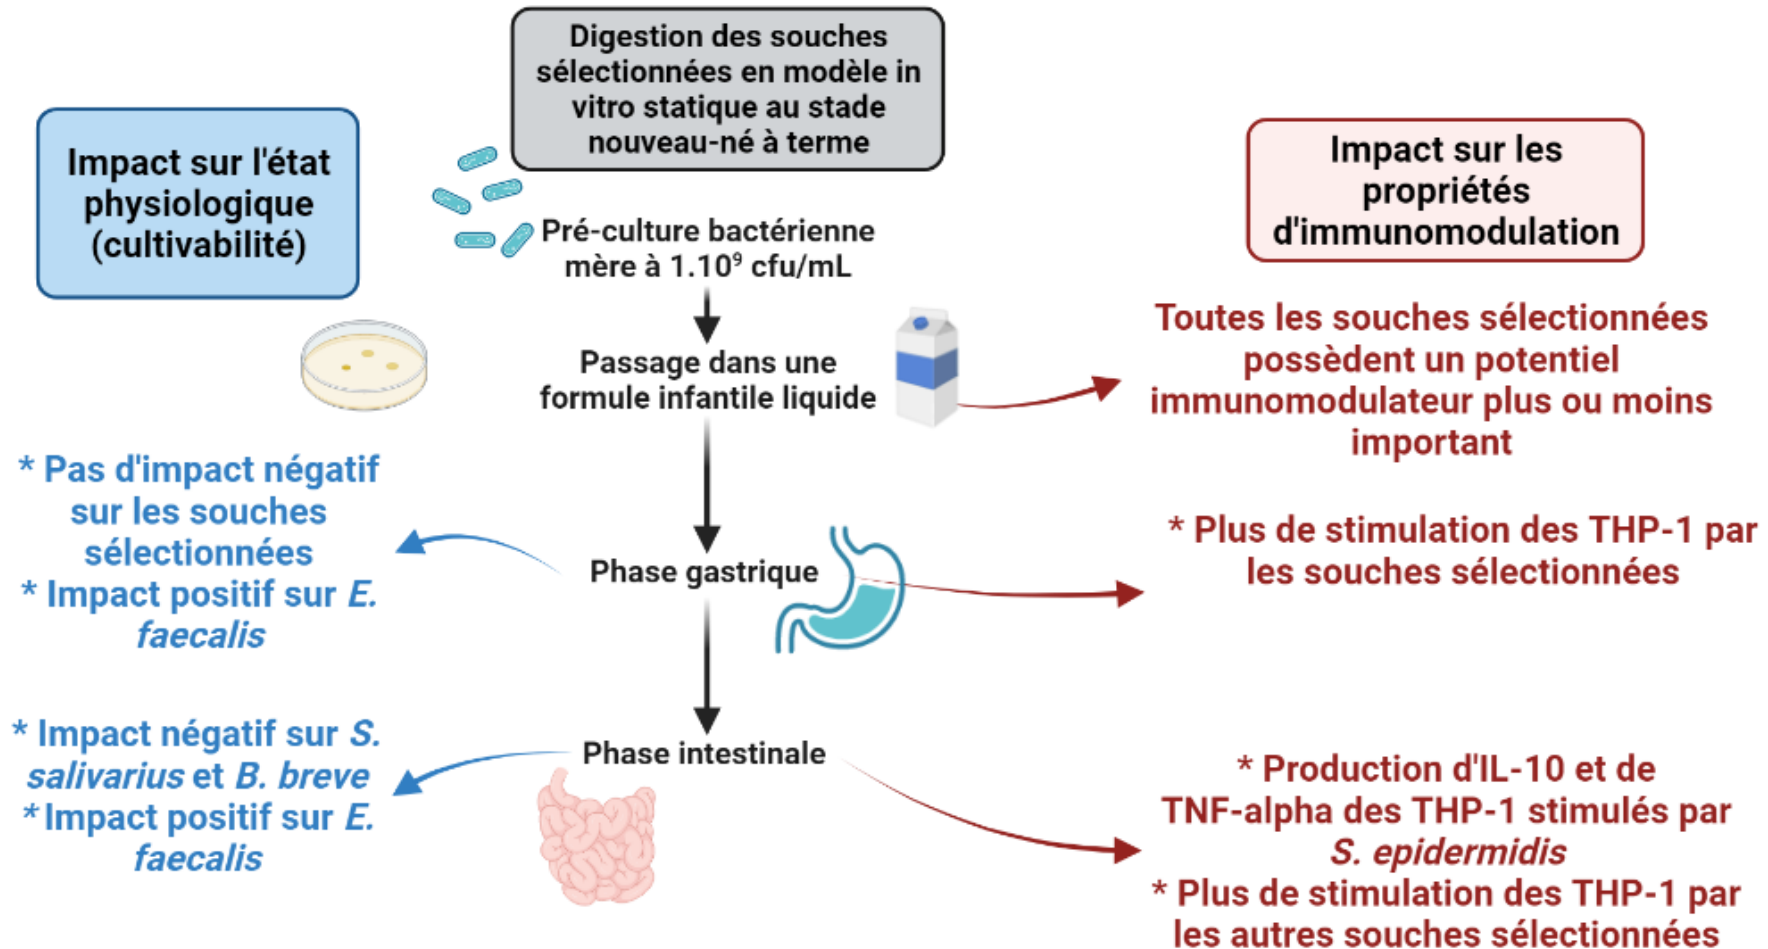 Digestion des souches
sélectionnées en modèle in
vitro statique au stade
nouveau-né à terme
Impact sur l'état
physiologique
(cultivabilité)
Impact sur les
propriétés
d'immunomodulation
Pré-culture bactérienne
mère à 1.10⁹ cfu/mL
Passage dans une
formule infantile liquide
Toutes les souches sélectionnées
possèdent un potentiel
immunomodulateur plus ou moins
important
* Pas d'impact négatif
sur les souches
sélectionnées
* Impact positif sur E.
faecalis
Phase gastrique
* Plus de stimulation des THP-1 par
les souches sélectionnées
* Impact négatif sur S.
salivarius et B. breve
* Impact positif sur E.
faecalis
Phase intestinale
* Production d'IL-10 et de
TNF-alpha des THP-1 stimulés par
S. epidermidis
* Plus de stimulation des THP-1 par
les autres souches sélectionnées